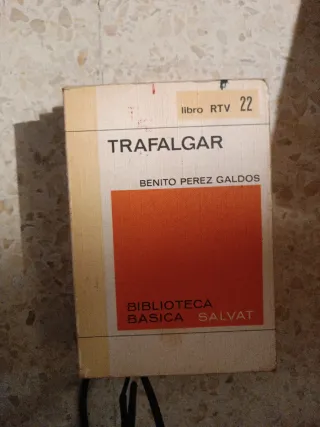 libro RTV 22
TRAFALGAR
BENITO PEREZ GALDOS
BIBLIOTECA
BASICA SALVAT